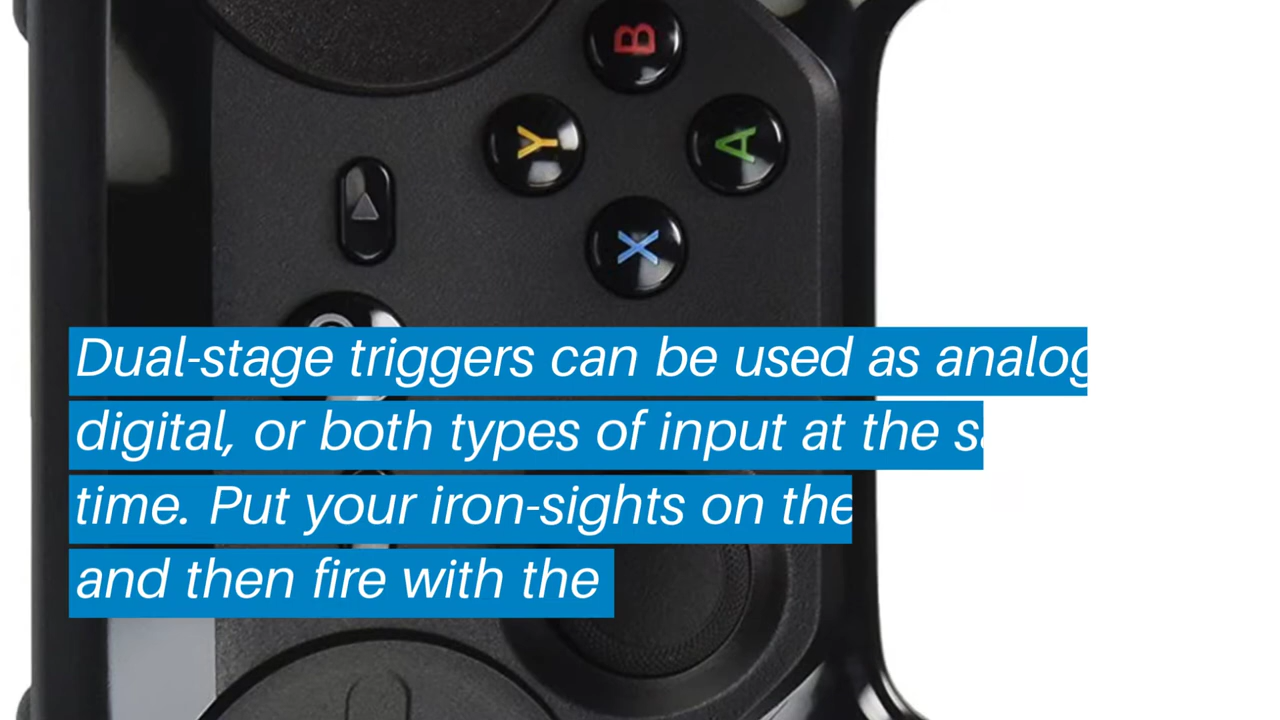 B
Y
A
X
Dual-stage triggers can be used as analog
digital, or both types of input at the
time. Put your iron-sights on the
and then fire with the